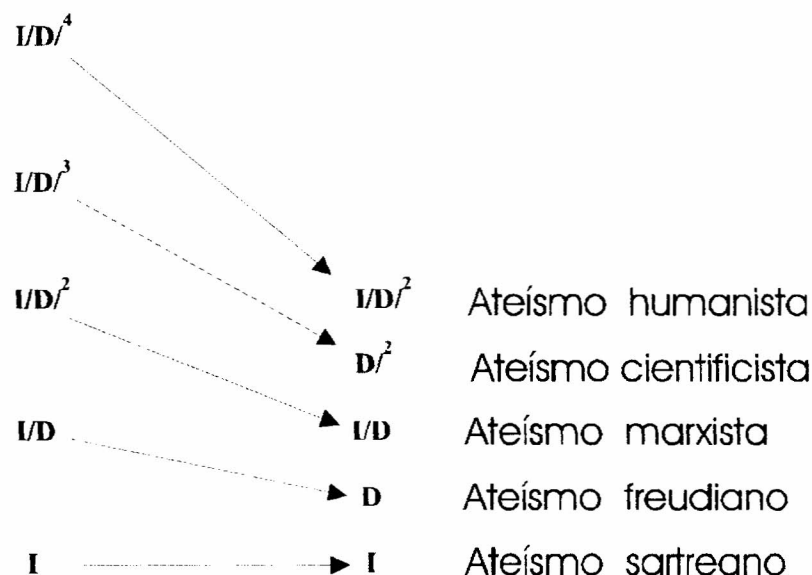 I/D/⁴
I/D/³
I/D/² I/D/² Ateísmo humanista
D/² Ateísmo cientificista
I/D I/D Ateísmo marxista
D Ateísmo freudiano
I I Ateísmo sartreano